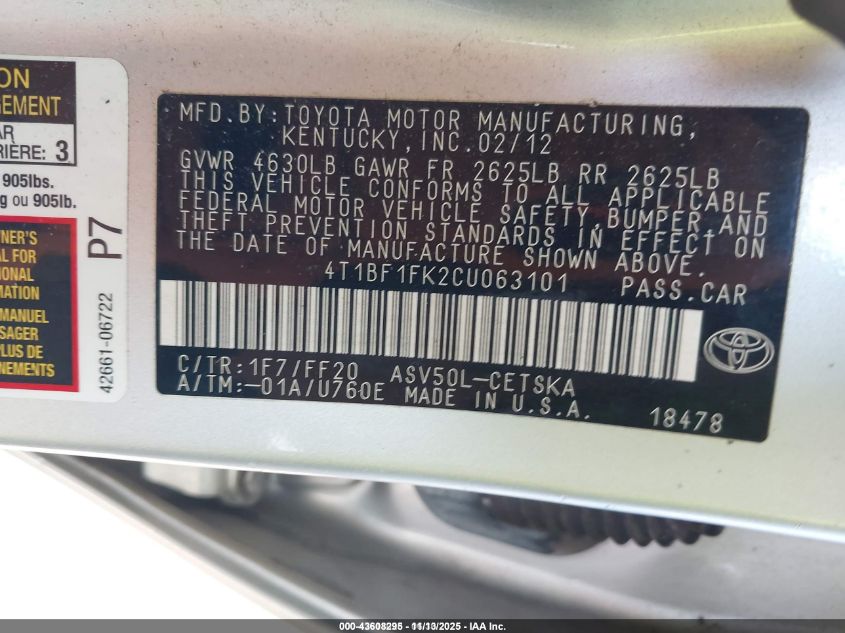 ON
GEMENT
AR
RIÈRE: 3
905lbs.
g ou 905lb.
NER'S
AL FOR
IONAL
MATION
MANUEL
SAGER
PLUS DE
GNEMENTS
P7
42661-06722
MFD.BY:TOYOTA MOTOR MANUFACTURING,
KENTUCKY,INC.02/12
GVWR 4630LB GAWR FR 2625LB RR 2625LB
THIS VEHICLE CONFORMS TO ALL APPLICABLE
FEDERAL MOTOR VEHICLE SAFETY,BUMPER,AND
THEFT PREVENTION STANDARDS IN EFFECT ON
THE DATE OF MANUFACTURE SHOWN ABOVE.
4T1BF1FK2CU063101 PASS.CAR
C/TR:1F7/FF20 ASV50L-CETSKA
A/TM:-01A/U760E MADE IN U.S.A.
18478
TOYOTA
000-43608295 - 11/13/2025 - IAA Inc.